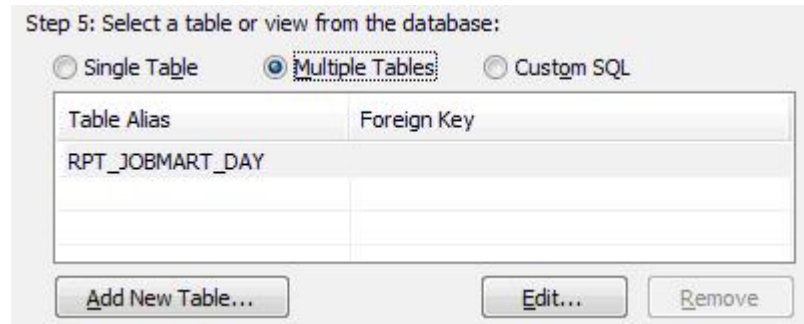 Step 5: Select a table or view from the database:
Single Table Multiple Tables Custom SQL
Table Alias Foreign Key
RPT_JOBMART_DAY
Add New Table... Edit... Remove